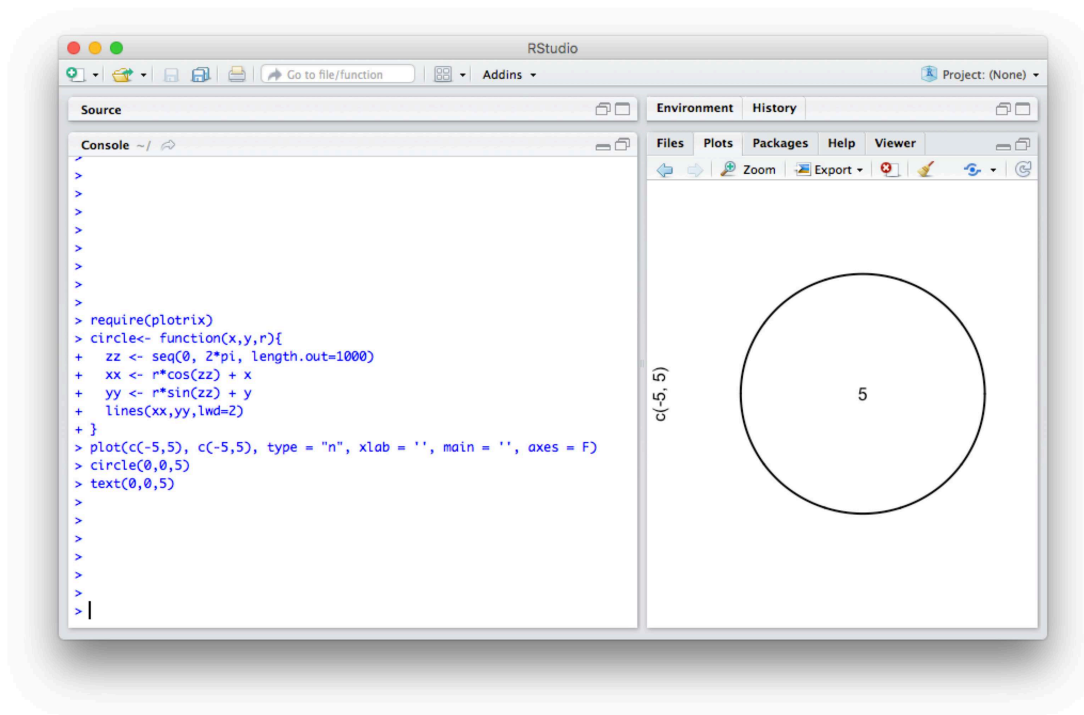 RStudio
Go to file/function
Addins
Project: (None)
Source
Console ~/
>
>
>
>
>
>
>
>
>
> require(plotrix)
> circle<- function(x,y,r){
+   zz <- seq(0, 2*pi, length.out=1000)
+   xx <- r*cos(zz) + x
+   yy <- r*sin(zz) + y
+   lines(xx,yy,lwd=2)
+ }
> plot(c(-5,5), c(-5,5), type = "n", xlab = '', main = '', axes = F)
> circle(0,0,5)
> text(0,0,5)
>
>
>
>
>
>
>
Environment History
Files Plots Packages Help Viewer
Zoom Export
c(-5, 5)
5